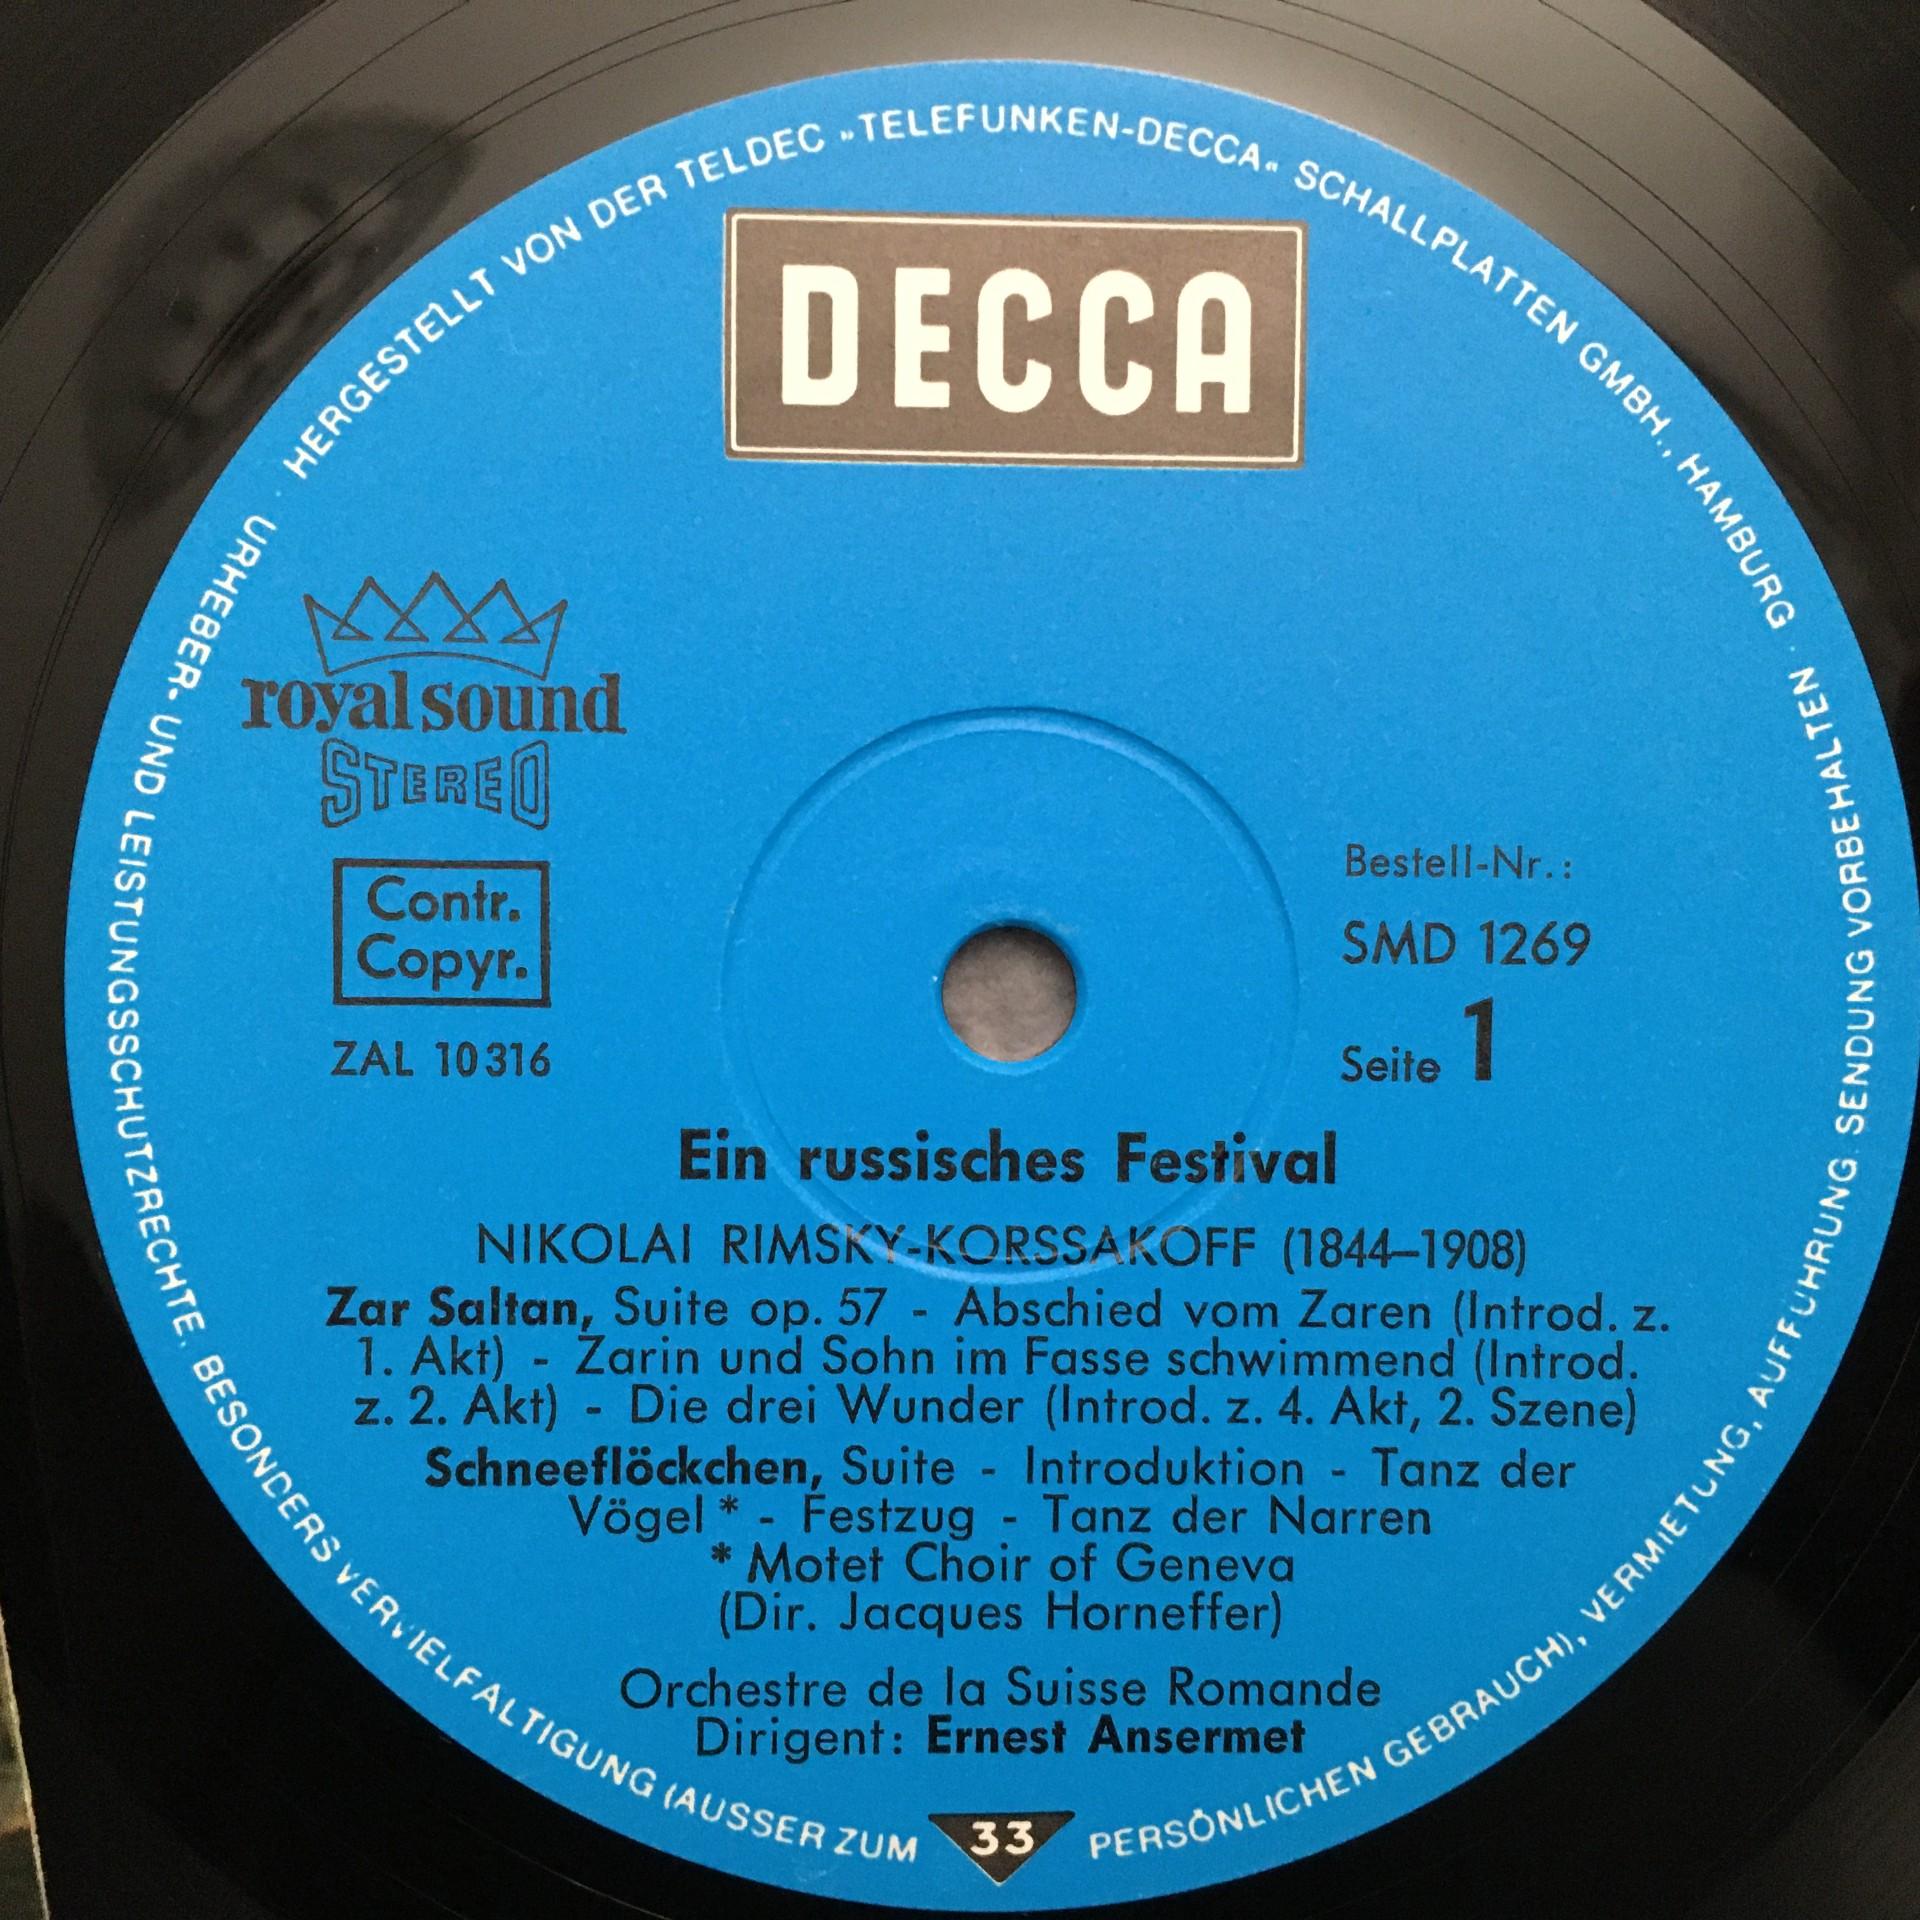 HERGESTELLT VON DER TELDEC »TELEFUNKEN-DECCA« SCHALLPLATTEN GMBH., HAMBURG ·
URHEBER- UND LEISTUNGSSCHUTZRECHTE. BESONDERS VERVIELFALTIGUNG (AUSSER ZUM PERSÖNLICHEN GEBRAUCH), VERMIETUNG, AUFFUHRUNG. SENDUNG VORBEHALTEN ·
DECCA
royal sound
STEREO
Contr.
Copyr.
ZAL 10316
Bestell-Nr.:
SMD 1269
Seite 1
Ein russisches Festival
NIKOLAI RIMSKY-KORSSAKOFF (1844–1908)
Zar Saltan, Suite op. 57 - Abschied vom Zaren (Introd. z.
1. Akt) - Zarin und Sohn im Fasse schwimmend (Introd.
z. 2. Akt) - Die drei Wunder (Introd. z. 4. Akt, 2. Szene)
Schneeflöckchen, Suite - Introduktion - Tanz der
Vögel * - Festzug - Tanz der Narren
* Motet Choir of Geneva
(Dir. Jacques Horneffer)
Orchestre de la Suisse Romande
Dirigent: Ernest Ansermet
33